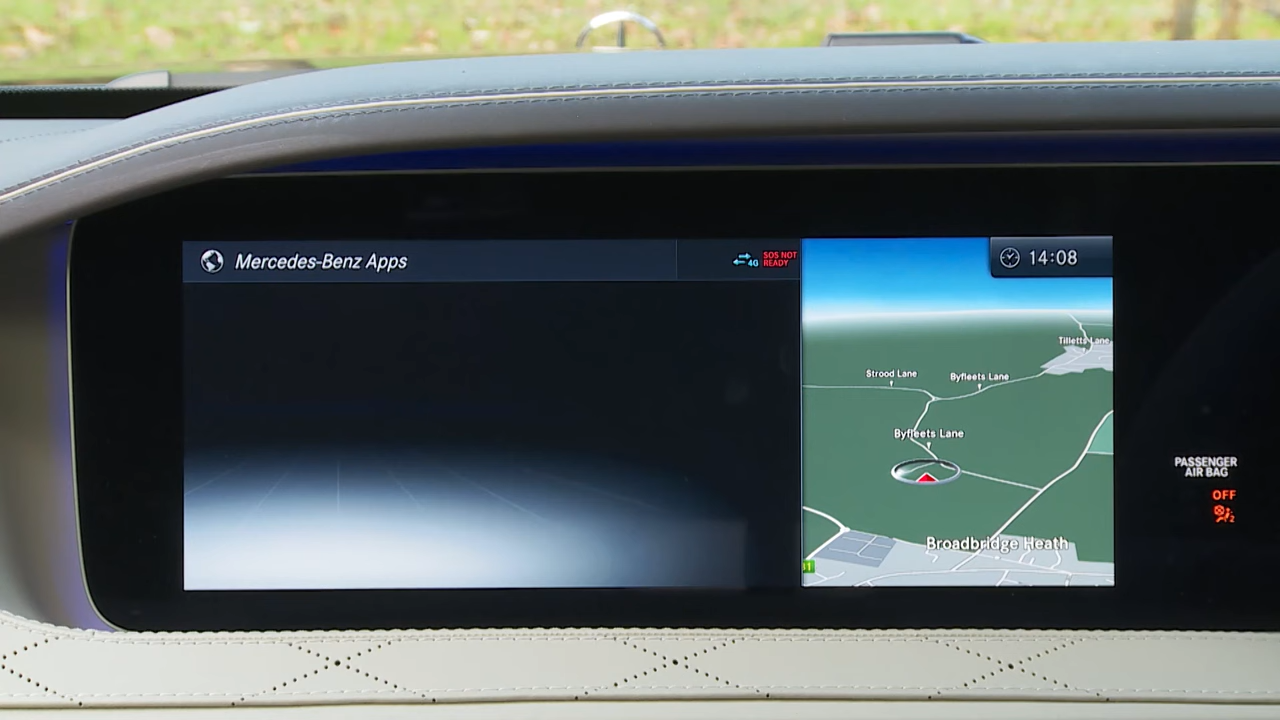 Mercedes-Benz Apps
4G
SOS NOT
READY
14:08
Tilletts Lane
Strood Lane
Byfleets Lane
Byfleets Lane
Broadbridge Heath
PASSENGER
AIR BAG
OFF
2